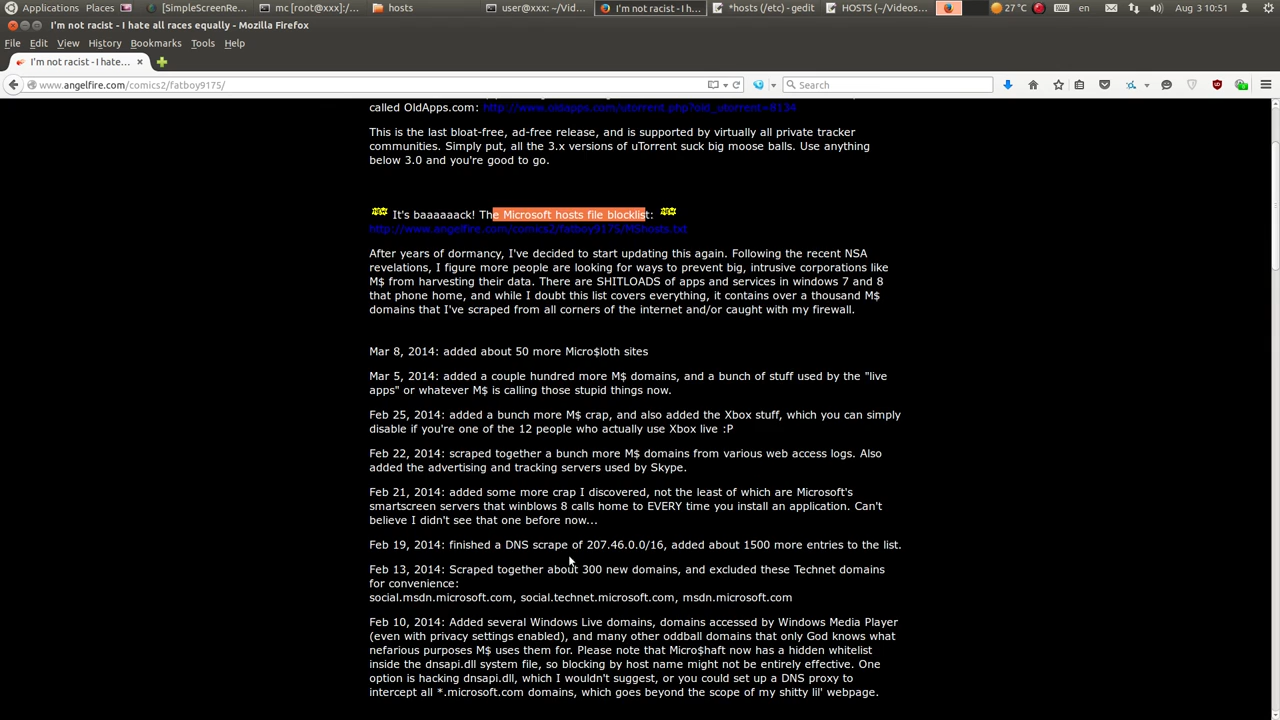 Applications Places [SimpleScreenRe... mc [root@xxx]:/... hosts user@xxx: ~/Vid... I'm not racist - I h... *hosts (/etc) - gedit HOSTS (~/Videos... 27 °C en Aug 3 10:51
I'm not racist - I hate all races equally - Mozilla Firefox
File Edit View History Bookmarks Tools Help
I'm not racist - I hate...
www.angelfire.com/comics2/fatboy9175/ Search
called OldApps.com: http://www.oldapps.com/utorrent.php?old_utorrent=8134
This is the last bloat-free, ad-free release, and is supported by virtually all private tracker
communities. Simply put, all the 3.x versions of uTorrent suck big moose balls. Use anything
below 3.0 and you're good to go.
It's baaaaaack! The Microsoft hosts file blocklist:
http://www.angelfire.com/comics2/fatboy9175/MShosts.txt
After years of dormancy, I've decided to start updating this again. Following the recent NSA
revelations, I figure more people are looking for ways to prevent big, intrusive corporations like
M$ from harvesting their data. There are SHITLOADS of apps and services in windows 7 and 8
that phone home, and while I doubt this list covers everything, it contains over a thousand M$
domains that I've scraped from all corners of the internet and/or caught with my firewall.
Mar 8, 2014: added about 50 more Micro$loth sites
Mar 5, 2014: added a couple hundred more M$ domains, and a bunch of stuff used by the "live
apps" or whatever M$ is calling those stupid things now.
Feb 25, 2014: added a bunch more M$ crap, and also added the Xbox stuff, which you can simply
disable if you're one of the 12 people who actually use Xbox live :P
Feb 22, 2014: scraped together a bunch more M$ domains from various web access logs. Also
added the advertising and tracking servers used by Skype.
Feb 21, 2014: added some more crap I discovered, not the least of which are Microsoft's
smartscreen servers that winblows 8 calls home to EVERY time you install an application. Can't
believe I didn't see that one before now...
Feb 19, 2014: finished a DNS scrape of 207.46.0.0/16, added about 1500 more entries to the list.
Feb 13, 2014: Scraped together about 300 new domains, and excluded these Technet domains
for convenience:
social.msdn.microsoft.com, social.technet.microsoft.com, msdn.microsoft.com
Feb 10, 2014: Added several Windows Live domains, domains accessed by Windows Media Player
(even with privacy settings enabled), and many other oddball domains that only God knows what
nefarious purposes M$ uses them for. Please note that Micro$haft now has a hidden whitelist
inside the dnsapi.dll system file, so blocking by host name might not be entirely effective. One
option is hacking dnsapi.dll, which I wouldn't suggest, or you could set up a DNS proxy to
intercept all *.microsoft.com domains, which goes beyond the scope of my shitty lil' webpage.